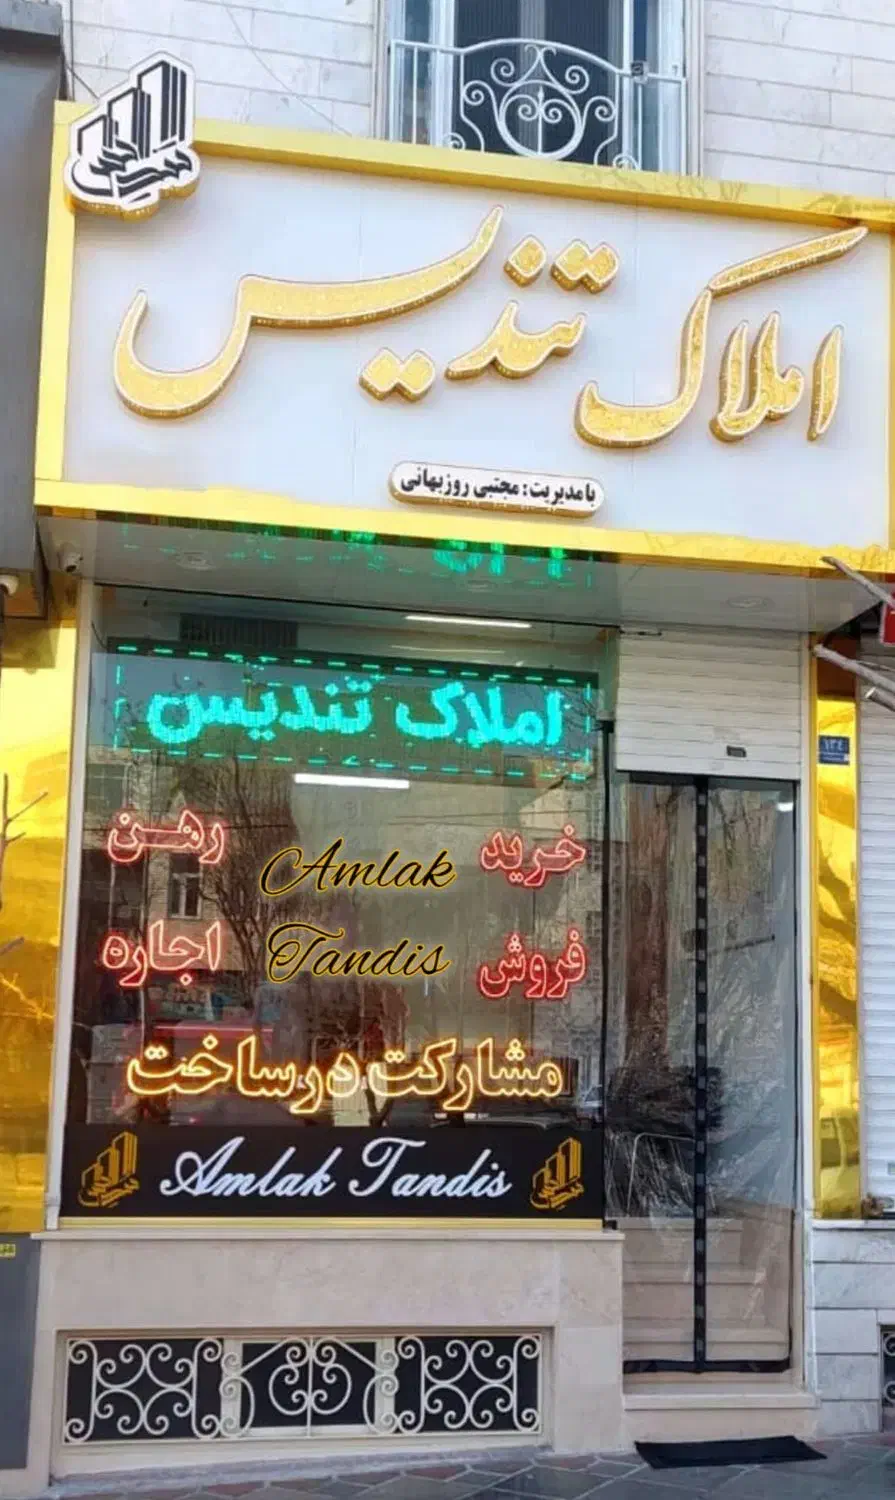 املاک تندیس
با مدیریت: مجتبی روزبهانی
املاک تندیس
خرید
رهن
Amlak
فروش
اجاره
Tandis
مشارکت در ساخت
Amlak Tandis